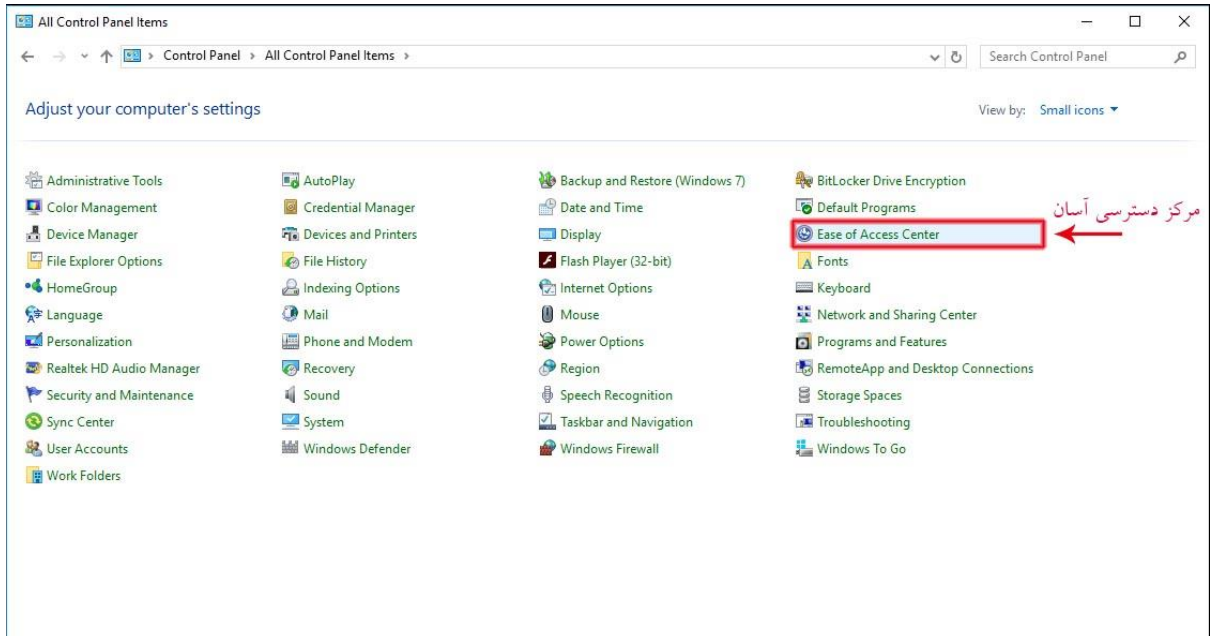 All Control Panel Items
Control Panel > All Control Panel Items >
Search Control Panel
Adjust your computer's settings
View by: Small icons
Administrative Tools AutoPlay Backup and Restore (Windows 7) BitLocker Drive Encryption
Color Management Credential Manager Date and Time Default Programs
مرکز دسترسی آسان
Device Manager Devices and Printers Display Ease of Access Center
File Explorer Options File History Flash Player (32-bit) Fonts
HomeGroup Indexing Options Internet Options Keyboard
Language Mail Mouse Network and Sharing Center
Personalization Phone and Modem Power Options Programs and Features
Realtek HD Audio Manager Recovery Region RemoteApp and Desktop Connections
Security and Maintenance Sound Speech Recognition Storage Spaces
Sync Center System Taskbar and Navigation Troubleshooting
User Accounts Windows Defender Windows Firewall Windows To Go
Work Folders